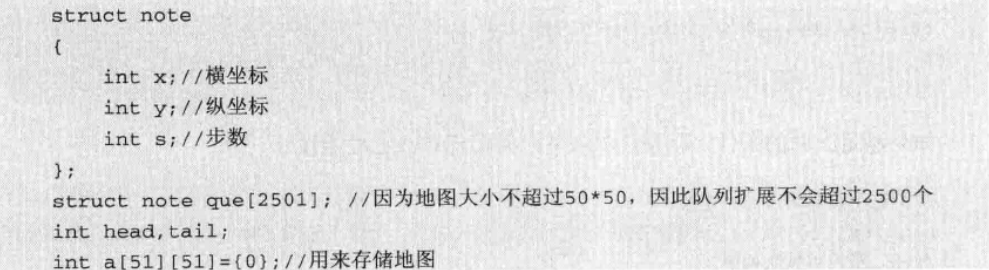 struct note
{
int x;//横坐标
int y;//纵坐标
int s;//步数
};
struct note que[2501]; //因为地图大小不超过50*50，因此队列扩展不会超过2500个
int head,tail;
int a[51][51]={0};//用来存储地图